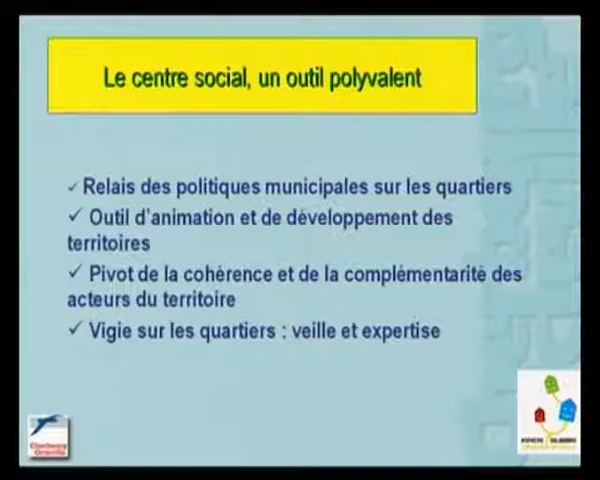 Le centre social, un outil polyvalent
✓ Relais des politiques municipales sur les quartiers
✓ Outil d'animation et de développement des
territoires
✓ Pivot de la cohérence et de la complémentarité des
acteurs du territoire
✓ Vigie sur les quartiers : veille et expertise
Cherbourg
Octeville